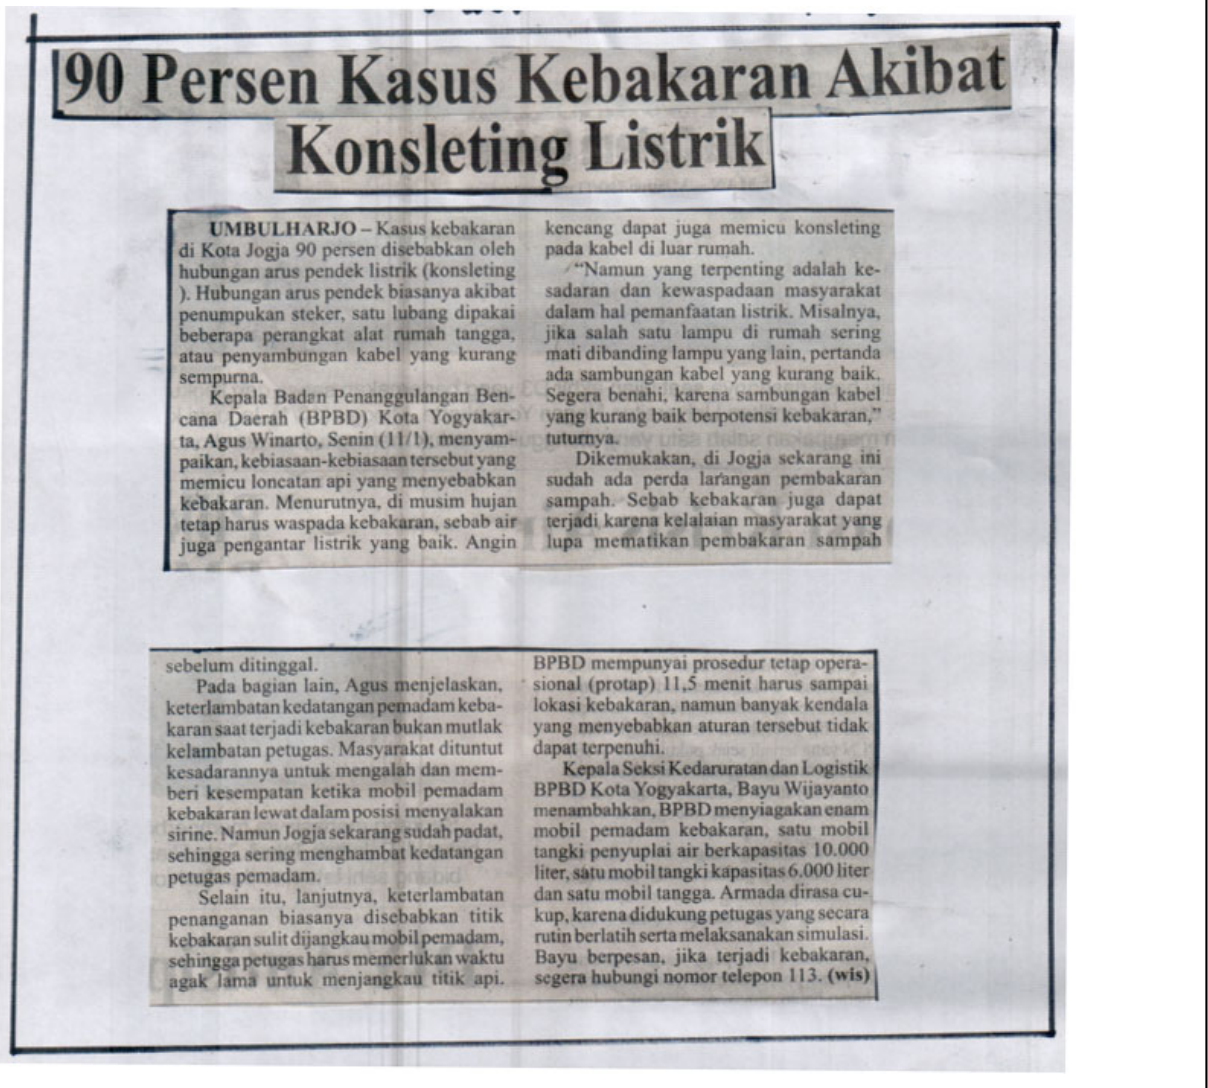 90 Persen Kasus Kebakaran Akibat
Konsleting Listrik
UMBULHARJO – Kasus kebakaran
di Kota Jogja 90 persen disebabkan oleh
hubungan arus pendek listrik (konsleting
). Hubungan arus pendek biasanya akibat
penumpukan steker, satu lubang dipakai
beberapa perangkat alat rumah tangga,
atau penyambungan kabel yang kurang
sempurna.
Kepala Badan Penanggulangan Ben-
cana Daerah (BPBD) Kota Yogyakar-
ta, Agus Winarto, Senin (11/1), menyam-
paikan, kebiasaan-kebiasaan tersebut yang
memicu loncatan api yang menyebabkan
kebakaran. Menurutnya, di musim hujan
tetap harus waspada kebakaran, sebab air
juga pengantar listrik yang baik. Angin
kencang dapat juga memicu konsleting
pada kabel di luar rumah.
“Namun yang terpenting adalah ke-
sadaran dan kewaspadaan masyarakat
dalam hal pemanfaatan listrik. Misalnya,
jika salah satu lampu di rumah sering
mati dibanding lampu yang lain, pertanda
ada sambungan kabel yang kurang baik.
Segera benahi, karena sambungan kabel
yang kurang baik berpotensi kebakaran,”
tuturnya.
Dikemukakan, di Jogja sekarang ini
sudah ada perda larangan pembakaran
sampah. Sebab kebakaran juga dapat
terjadi karena kelalaian masyarakat yang
lupa mematikan pembakaran sampah
sebelum ditinggal.
Pada bagian lain, Agus menjelaskan,
keterlambatan kedatangan pemadam keba-
karan saat terjadi kebakaran bukan mutlak
kelambatan petugas. Masyarakat dituntut
kesadarannya untuk mengalah dan mem-
beri kesempatan ketika mobil pemadam
kebakaran lewat dalam posisi menyalakan
sirine. Namun Jogja sekarang sudah padat,
sehingga sering menghambat kedatangan
petugas pemadam.
Selain itu, lanjutnya, keterlambatan
penanganan biasanya disebabkan titik
kebakaran sulit dijangkau mobil pemadam,
sehingga petugas harus memerlukan waktu
agak lama untuk menjangkau titik api.
BPBD mempunyai prosedur tetap opera-
sional (protap) 11,5 menit harus sampai
lokasi kebakaran, namun banyak kendala
yang menyebabkan aturan tersebut tidak
dapat terpenuhi.
Kepala Seksi Kedaruratan dan Logistik
BPBD Kota Yogyakarta, Bayu Wijayanto
menambahkan, BPBD menyiagakan enam
mobil pemadam kebakaran, satu mobil
tangki penyuplai air berkapasitas 10.000
liter, satu mobil tangki kapasitas 6.000 liter
dan satu mobil tangga. Armada dirasa cu-
kup, karena didukung petugas yang secara
rutin berlatih serta melaksanakan simulasi.
Bayu berpesan, jika terjadi kebakaran,
segera hubungi nomor telepon 113. (wis)